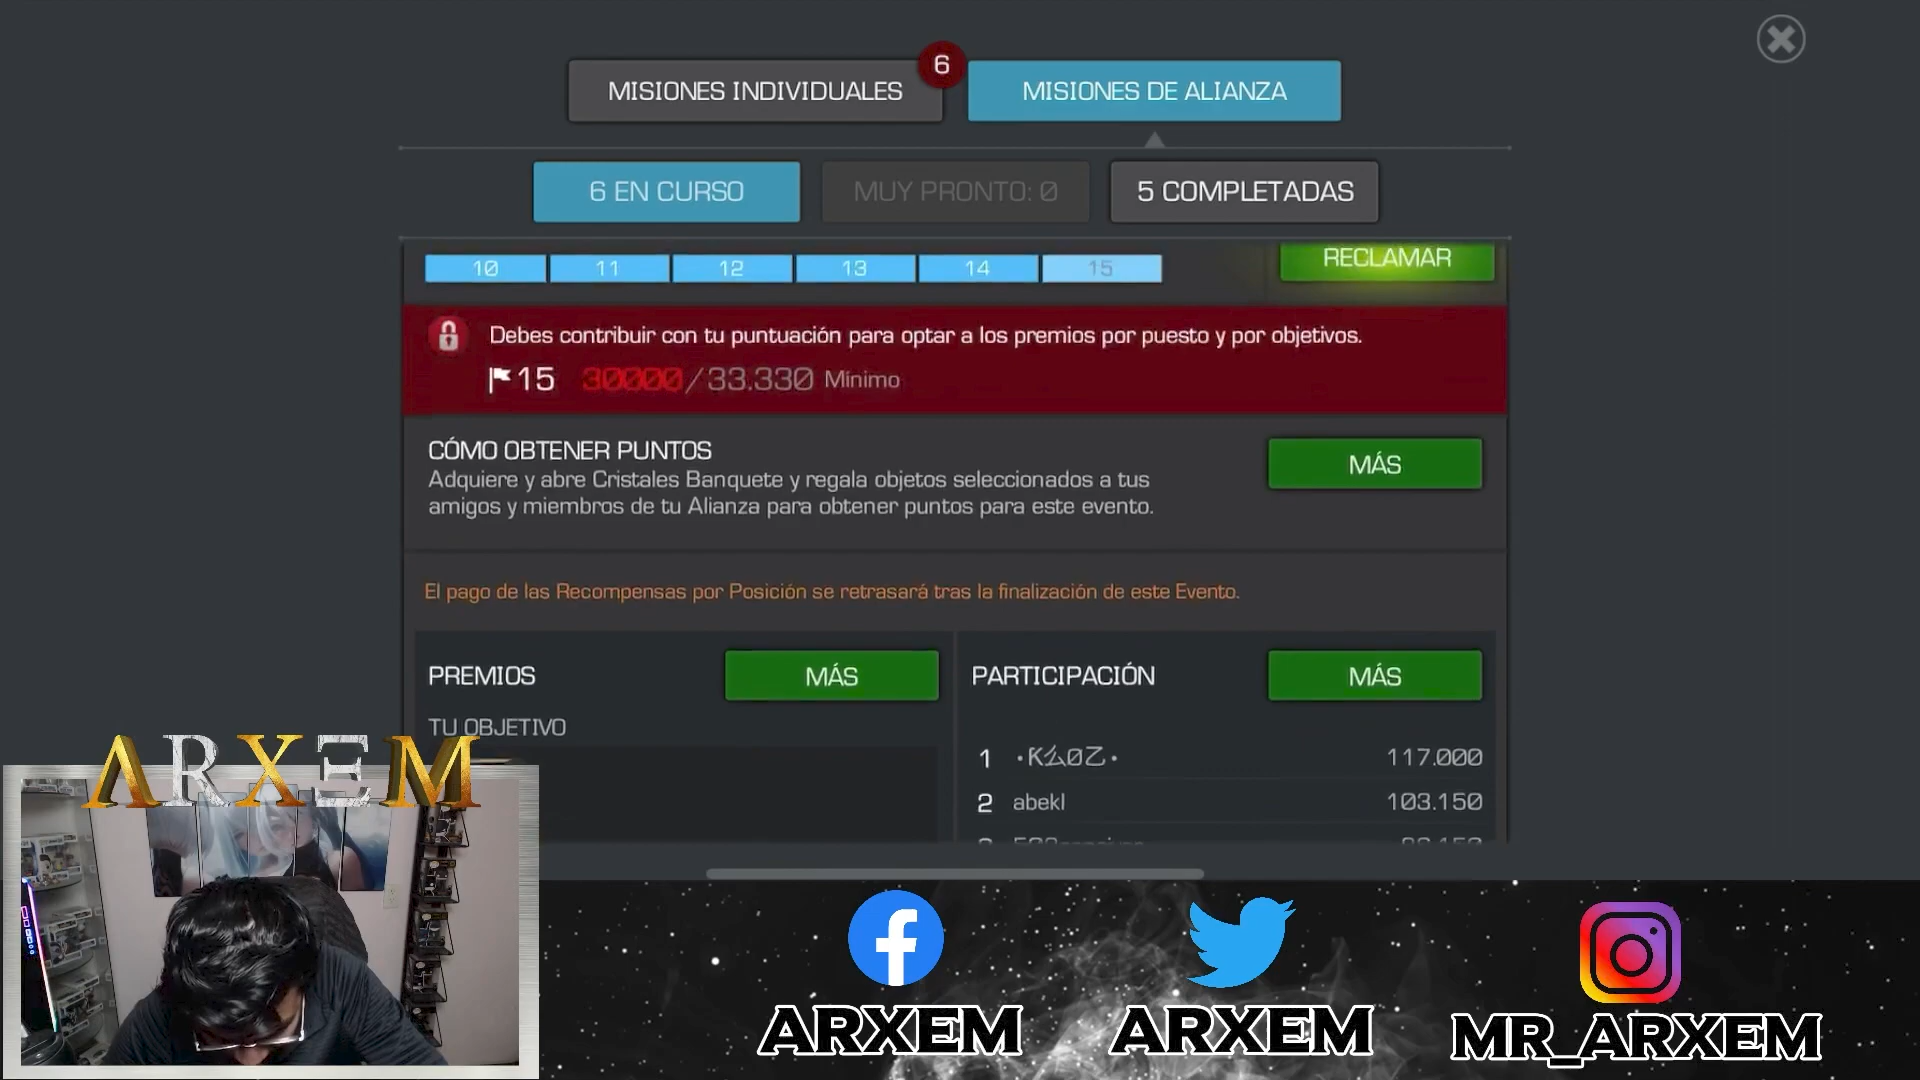 6
MISIONES INDIVIDUALES
MISIONES DE ALIANZA
6 EN CURSO
MUY PRONTO: 0
5 COMPLETADAS
10 11 12 13 14 15
RECLAMAR
Debes contribuir con tu puntuación para optar a los premios por puesto y por objetivos.
15 30000/33.330 Mínimo
CÓMO OBTENER PUNTOS
MÁS
Adquiere y abre Cristales Banquete y regala objetos seleccionados a tus
amigos y miembros de tu Alianza para obtener puntos para este evento.
El pago de las Recompensas por Posición se retrasará tras la finalización de este Evento.
PREMIOS
MÁS
TU OBJETIVO
PARTICIPACIÓN
MÁS
1 •K么0乙• 117.000
2 abekl 103.150
ARXEM
ARXEM
ARXEM
MR_ARXEM